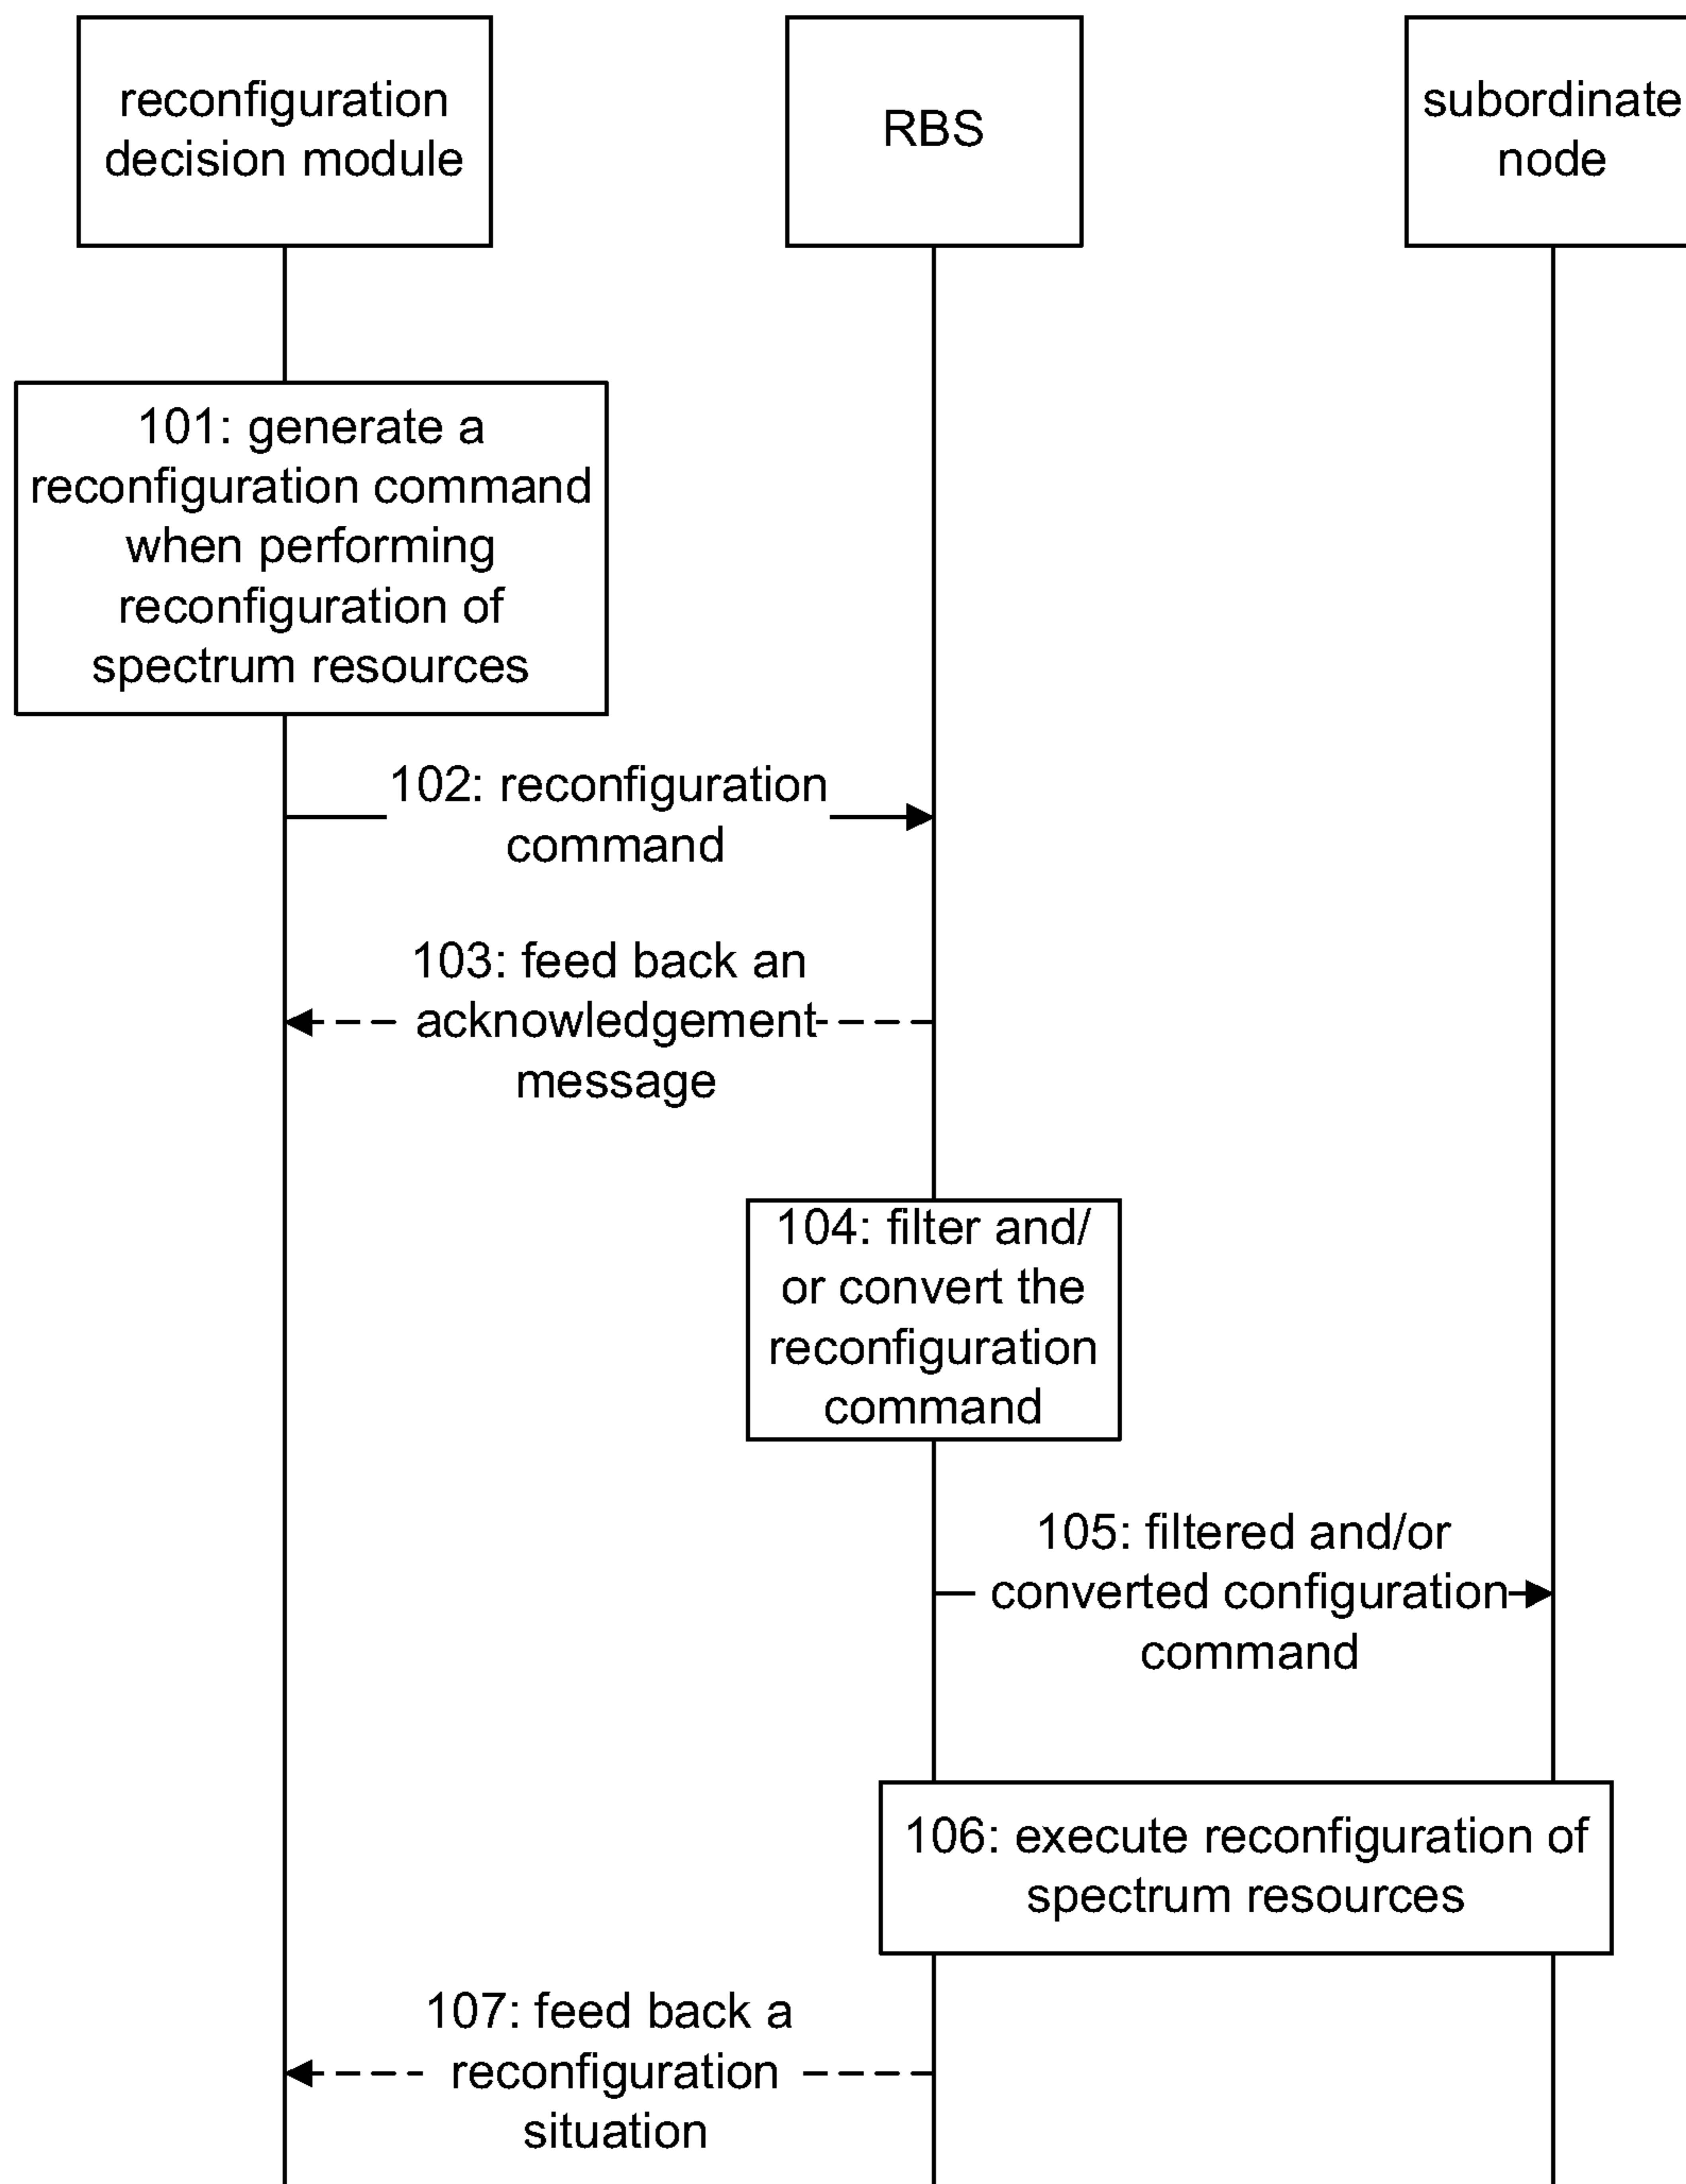 reconfiguration
decision module
RBS
subordinate
node
101: generate a
reconfiguration command
when performing
reconfiguration of
spectrum resources
102: reconfiguration
command
103: feed back an
acknowledgement
message
104: filter and/
or convert the
reconfiguration
command
105: filtered and/or
converted configuration
command
106: execute reconfiguration of
spectrum resources
107: feed back a
reconfiguration
situation